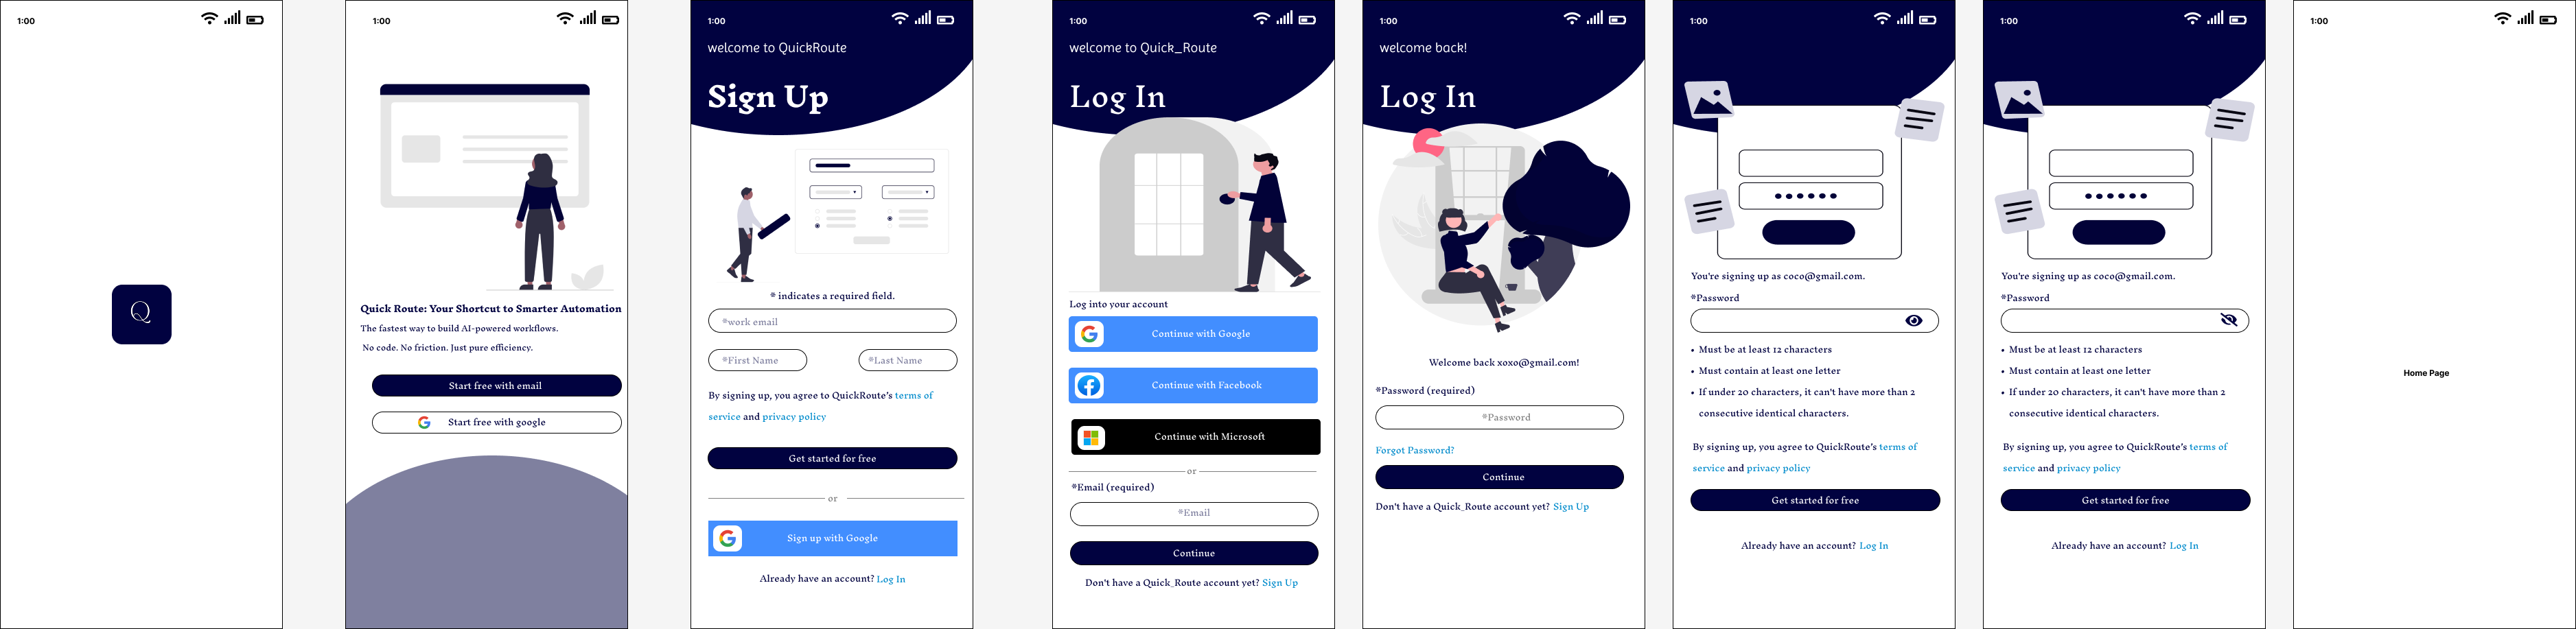 1:00
Q
1:00
Quick Route: Your Shortcut to Smarter Automation
The fastest way to build AI-powered workflows.
No code. No friction. Just pure efficiency.
Start free with email
Start free with google
1:00
welcome to QuickRoute
Sign Up
* indicates a required field.
*work email
*First Name
*Last Name
By signing up, you agree to QuickRoute's terms of
service and privacy policy
Get started for free
or
Sign up with Google
Already have an account? Log In
1:00
welcome to Quick_Route
Log In
Log into your account
Continue with Google
Continue with Facebook
Continue with Microsoft
or
*Email (required)
*Email
Continue
Don't have a Quick_Route account yet? Sign Up
1:00
welcome back!
Log In
Welcome back xoxo@gmail.com!
*Password (required)
*Password
Forgot Password?
Continue
Don't have a Quick_Route account yet? Sign Up
1:00
You're signing up as coco@gmail.com.
*Password
• Must be at least 12 characters
• Must contain at least one letter
• If under 20 characters, it can't have more than 2
consecutive identical characters.
By signing up, you agree to QuickRoute's terms of
service and privacy policy
Get started for free
Already have an account? Log In
1:00
You're signing up as coco@gmail.com.
*Password
• Must be at least 12 characters
• Must contain at least one letter
• If under 20 characters, it can't have more than 2
consecutive identical characters.
By signing up, you agree to QuickRoute's terms of
service and privacy policy
Get started for free
Already have an account? Log In
1:00
Home Page